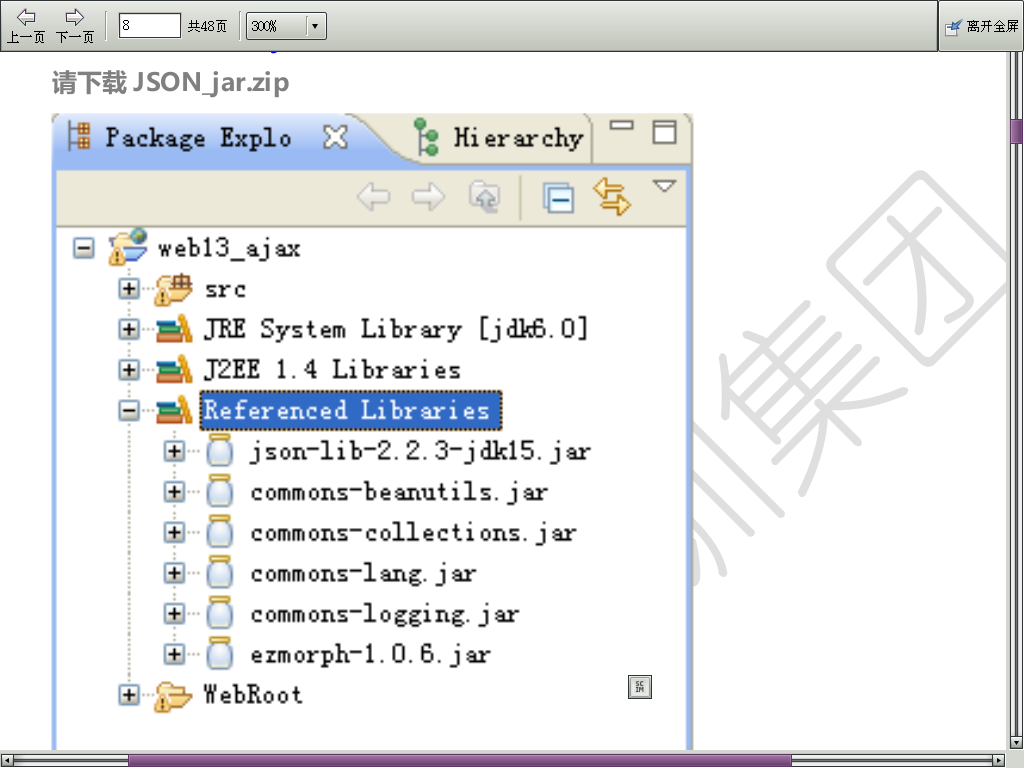 上一页 下一页 8 共48页 300% 离开全屏
请下载 JSON_jar.zip
Package Explo Hierarchy
web13_ajax
src
JRE System Library [jdk6.0]
J2EE 1.4 Libraries
Referenced Libraries
json-lib-2.2.3-jdk15.jar
commons-beanutils.jar
commons-collections.jar
commons-lang.jar
commons-logging.jar
ezmorph-1.0.6.jar
WebRoot
SC
IM
集团